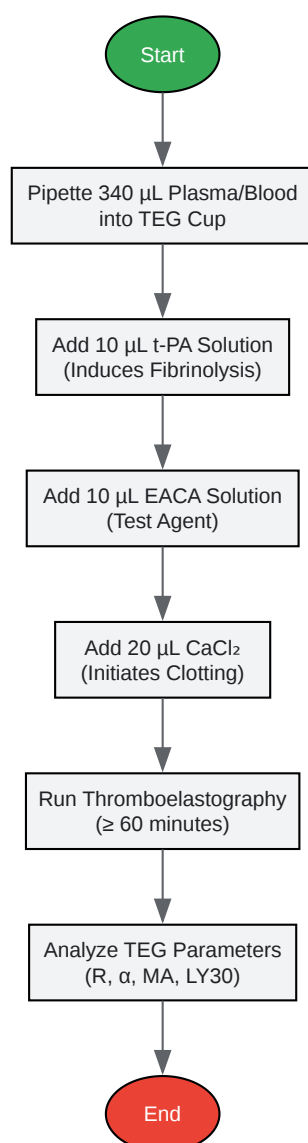 Start
Pipette 340 µL Plasma/Blood
into TEG Cup
Add 10 µL t-PA Solution
(Induces Fibrinolysis)
Add 10 µL EACA Solution
(Test Agent)
Add 20 µL CaCl₂
(Initiates Clotting)
Run Thromboelastography
(≥ 60 minutes)
Analyze TEG Parameters
(R, α, MA, LY30)
End